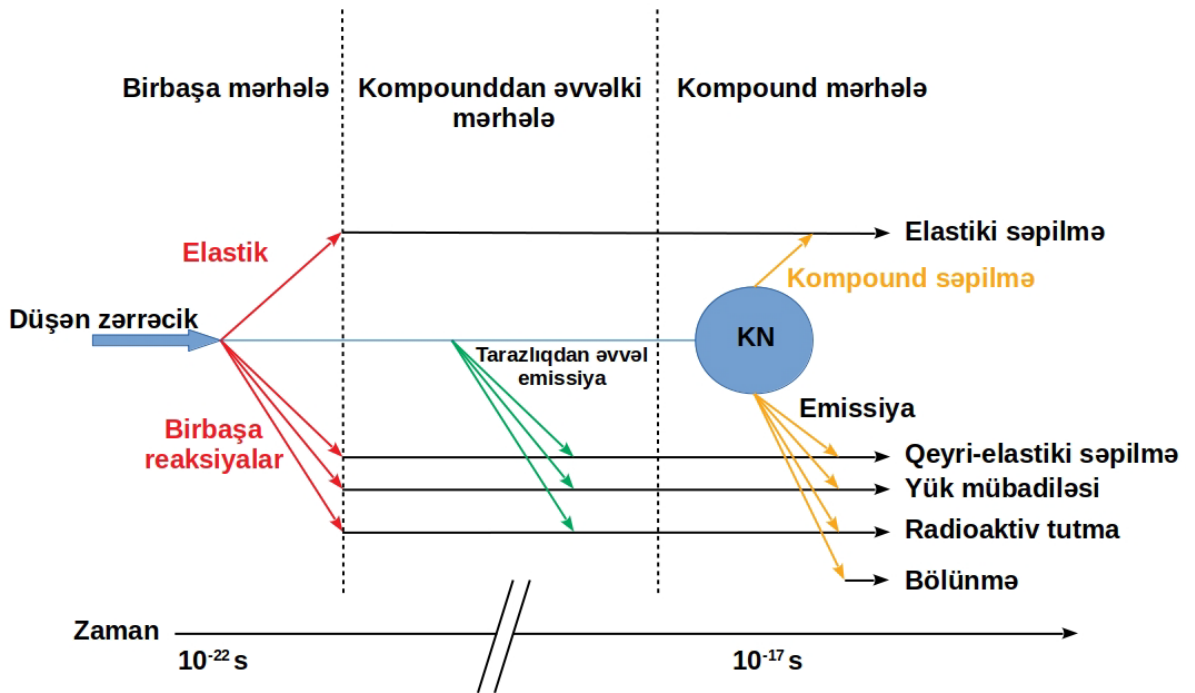 Birbaşa mərhələ
Kompounddan əvvəlki
mərhələ
Kompound mərhələ
Elastik
Elastiki səpilmə
Kompound səpilmə
Düşən zərrəcik
KN
Tarazlıqdan əvvəl
emissiya
Emissiya
Birbaşa
reaksiyalar
Qeyri-elastiki səpilmə
Yük mübadiləsi
Radioaktiv tutma
Bölünmə
Zaman
10⁻²² s
10⁻¹⁷ s